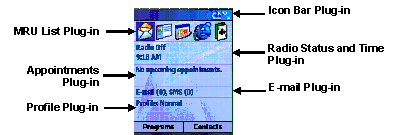 Icon Bar Plug-in
MRU List Plug-in
Radio Off
9:18 AM
Radio Status and Time
Plug-in
No upcoming appointments.
Appointments
Plug-in
E-mail (0), SMS (0)
E-mail Plug-in
Profile: Normal
Profile Plug-in
Programs Contacts